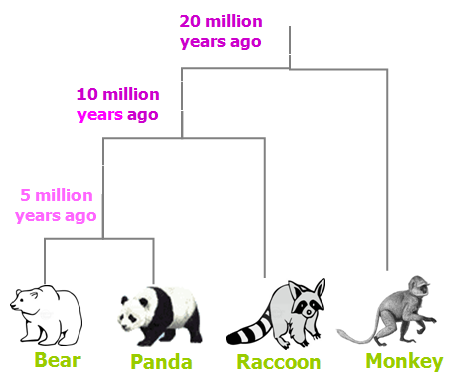 20 million
years ago
10 million
years ago
5 million
years ago
Bear
Panda
Raccoon
Monkey